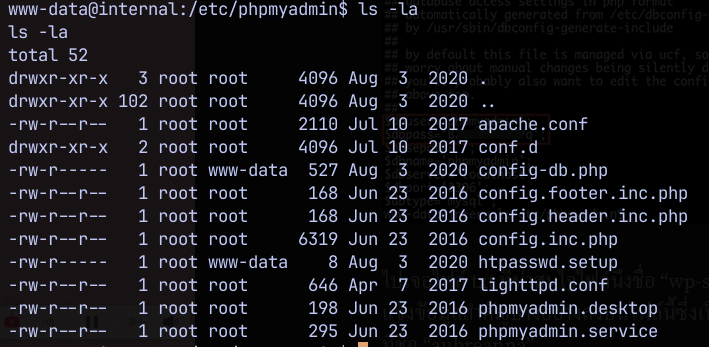 www-data@internal:/etc/phpmyadmin$ ls -la
ls -la
total 52
drwxr-xr-x   3 root root     4096 Aug  3  2020 .
drwxr-xr-x 102 root root     4096 Aug  3  2020 ..
-rw-r--r--   1 root root     2110 Jul 10  2017 apache.conf
drwxr-xr-x   2 root root     4096 Jul 10  2017 conf.d
-rw-r-----   1 root www-data  527 Aug  3  2020 config-db.php
-rw-r--r--   1 root root      168 Jun 23  2016 config.footer.inc.php
-rw-r--r--   1 root root      168 Jun 23  2016 config.header.inc.php
-rw-r--r--   1 root root     6319 Jun 23  2016 config.inc.php
-rw-r-----   1 root www-data    8 Aug  3  2020 htpasswd.setup
-rw-r--r--   1 root root      646 Apr  7  2017 lighttpd.conf
-rw-r--r--   1 root root      198 Jun 23  2016 phpmyadmin.desktop
-rw-r--r--   1 root root      295 Jun 23  2016 phpmyadmin.service